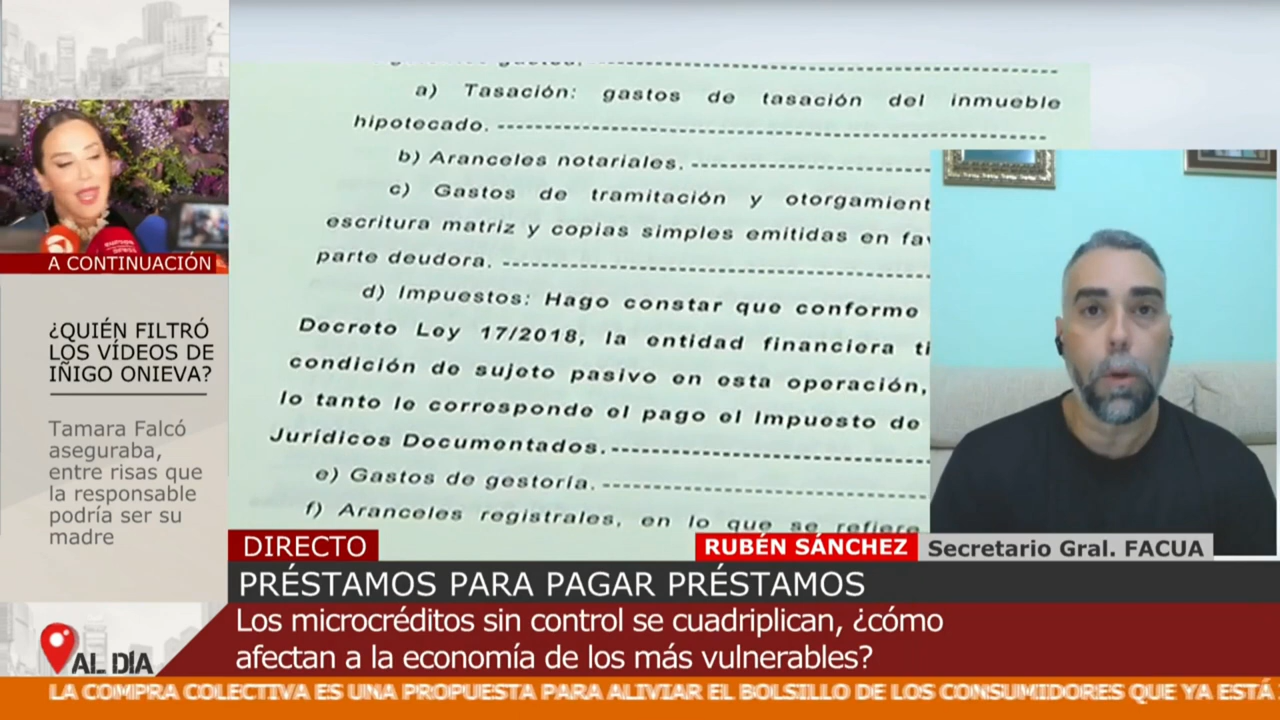 a) Tasación: gastos de tasación del inmueble
hipotecado.
b) Aranceles notariales.
c) Gastos de tramitación y otorgamient
escritura matriz y copias simples emitidas en fav
parte deudora.
d) Impuestos: Hago constar que conforme
Decreto Ley 17/2018, la entidad financiera ti
condición de sujeto pasivo en esta operación,
lo tanto le corresponde el pago el Impuesto de
Jurídicos Documentados.
e) Gastos de gestoría.
f) Aranceles registrales, en lo que se refiere
A CONTINUACIÓN
¿QUIÉN FILTRÓ
LOS VÍDEOS DE
IÑIGO ONIEVA?
Tamara Falcó
aseguraba,
entre risas que
la responsable
podría ser su
madre
DIRECTO
RUBÉN SÁNCHEZ Secretario Gral. FACUA
PRÉSTAMOS PARA PAGAR PRÉSTAMOS
Los microcréditos sin control se cuadriplican, ¿cómo
afectan a la economía de los más vulnerables?
AL DÍA
LA COMPRA COLECTIVA ES UNA PROPUESTA PARA ALIVIAR EL BOLSILLO DE LOS CONSUMIDORES QUE YA ESTÁ